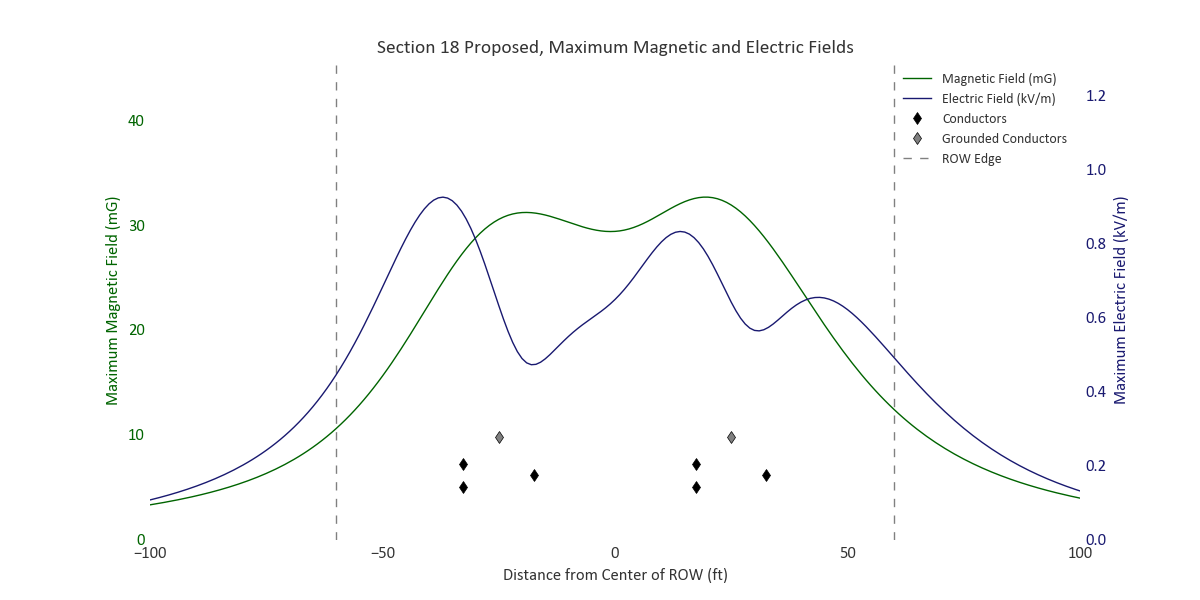 Section 18 Proposed, Maximum Magnetic and Electric Fields
Magnetic Field (mG)
Electric Field (kV/m)
Conductors
Grounded Conductors
ROW Edge
Maximum Magnetic Field (mG)
40
30
20
10
0
1.2
1.0
0.8
0.6
0.4
0.2
0.0
Maximum Electric Field (kV/m)
−100
−50
0
50
100
Distance from Center of ROW (ft)